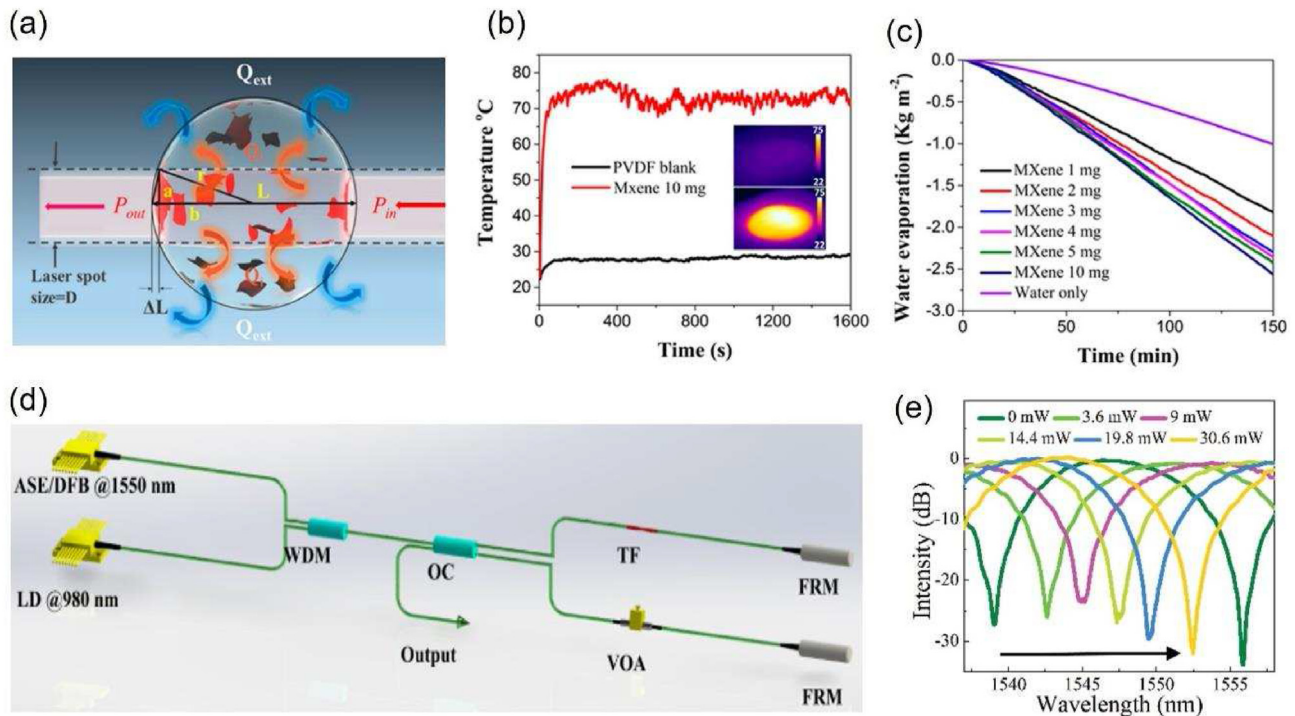 (a)
Q_ext
r
a
L
b
P_out
P_in
Laser spot
size=D
ΔL
Q_ext
(b)
Temperature °C
80
70
60
50
40
30
20
PVDF blank
Mxene 10 mg
75
22
75
22
0
400
800
1200
1600
Time (s)
(c)
Water evaporation (Kg m⁻²)
0.0
-0.5
-1.0
-1.5
-2.0
-2.5
-3.0
MXene 1 mg
MXene 2 mg
MXene 3 mg
MXene 4 mg
MXene 5 mg
MXene 10 mg
Water only
0
50
100
150
Time (min)
(d)
ASE/DFB @1550 nm
LD @980 nm
WDM
OC
Output
TF
FRM
VOA
FRM
(e)
0 mW 3.6 mW 9 mW
14.4 mW 19.8 mW 30.6 mW
Intensity (dB)
0
-10
-20
-30
1540
1545
1550
1555
Wavelength (nm)